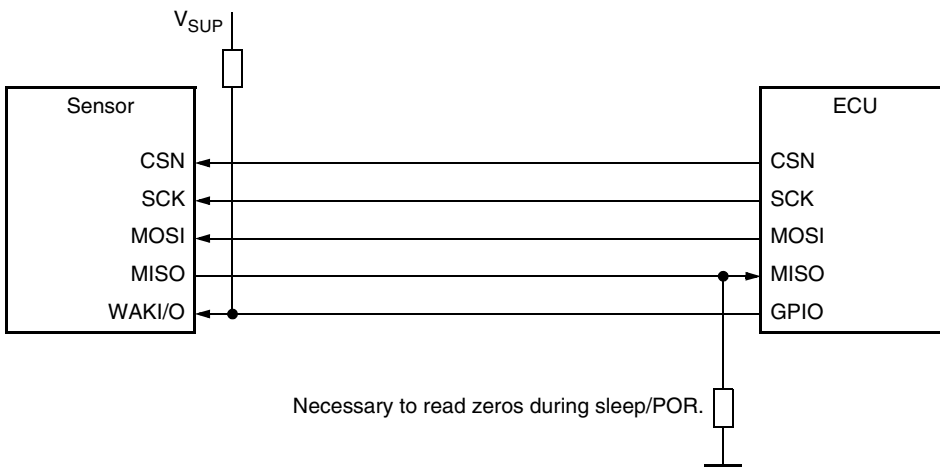 VSUP
Sensor
ECU
CSN
CSN
SCK
SCK
MOSI
MOSI
MISO
MISO
WAKI/O
GPIO
Necessary to read zeros during sleep/POR.